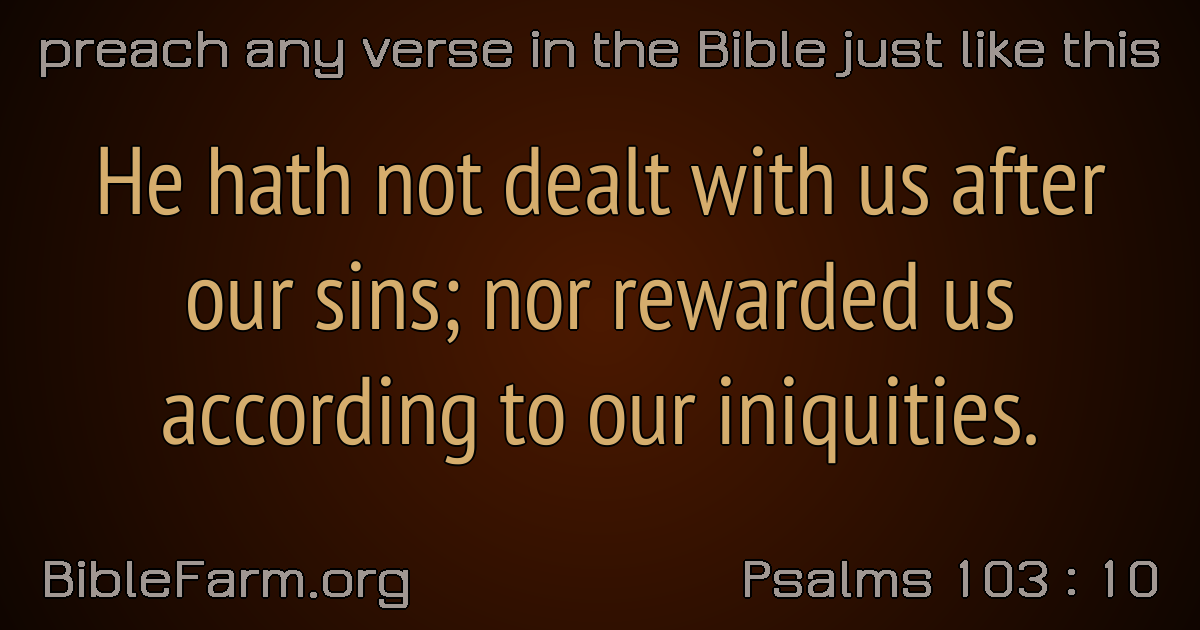 preach any verse in the Bible just like this
He hath not dealt with us after
our sins; nor rewarded us
according to our iniquities.
BibleFarm.org
Psalms 103 : 10